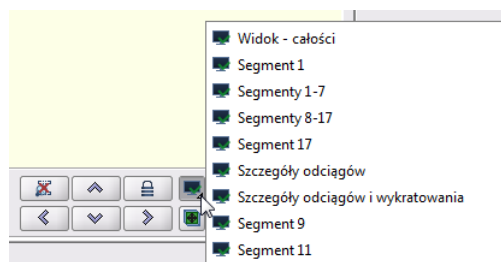 Widok - całości
Segment 1
Segmenty 1-7
Segmenty 8-17
Segment 17
Szczegóły odciągów
Szczegóły odciągów i wykratowania
Segment 9
Segment 11